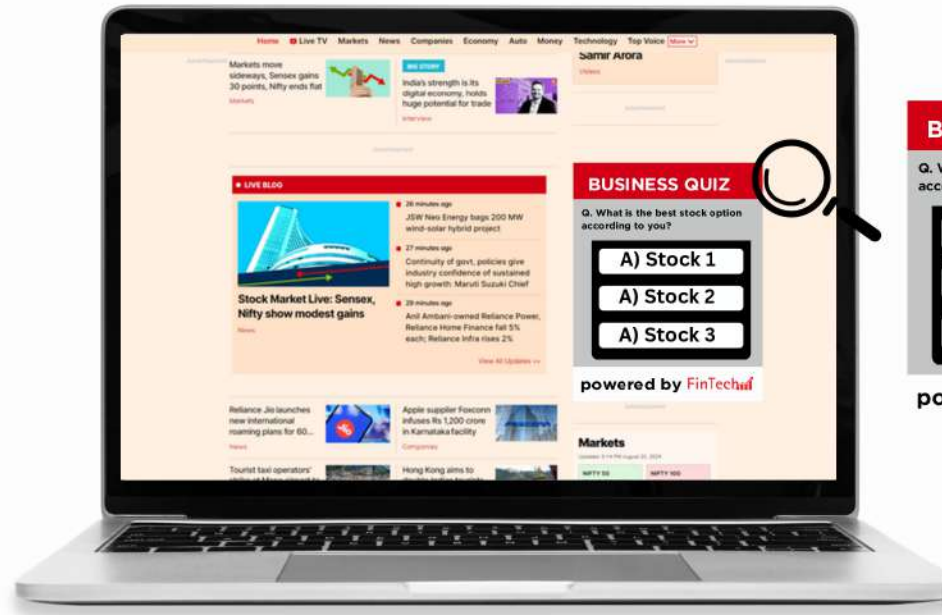 Home Live TV Markets News Companies Economy Auto Money Technology Top Voice More
Markets move
sideways, Sensex gains
30 points, Nifty ends flat
Markets
BIG STORY
India's strength is its
digital economy, holds
huge potential for trade
Interview
Samir Arora
Videos
LIVE BLOG
Stock Market Live: Sensex,
Nifty show modest gains
News
26 minutes ago
JSW Neo Energy bags 200 MW
wind-solar hybrid project
27 minutes ago
Continuity of govt, policies give
industry confidence of sustained
high growth: Maruti Suzuki Chief
29 minutes ago
Anil Ambani-owned Reliance Power,
Reliance Home Finance fall 5%
each; Reliance Infra rises 2%
View All Updates >>
BUSINESS QUIZ
Q. What is the best stock option
according to you?
A) Stock 1
A) Stock 2
A) Stock 3
powered by FinTech
Reliance Jio launches
new international
roaming plans for 60...
News
Jio
Apple supplier Foxconn
infuses Rs 1,200 crore
in Karnataka facility
Companies
Tourist taxi operators'
Hong Kong aims to
Markets
NIFTY 50
NIFTY 100
B
Q. W
acco
po